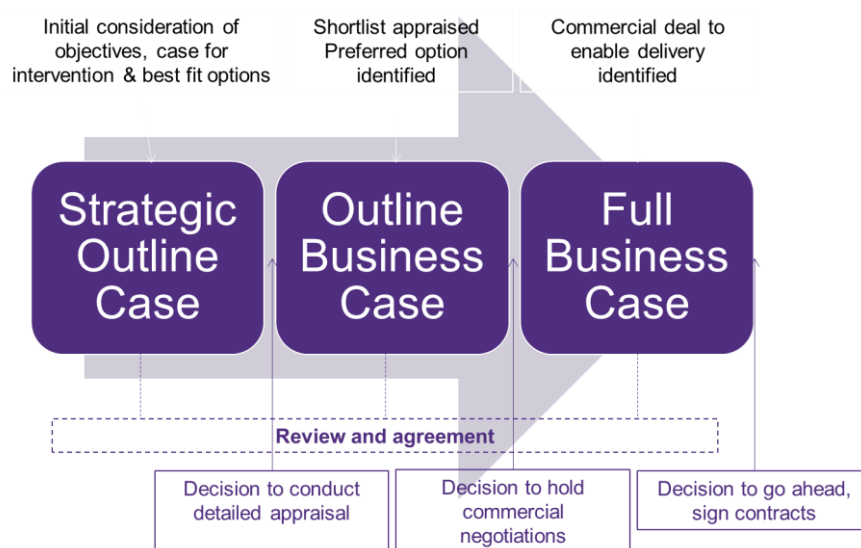 Initial consideration of
objectives, case for
intervention & best fit options
Shortlist appraised
Preferred option
identified
Commercial deal to
enable delivery
identified
Strategic
Outline
Case
Outline
Business
Case
Full
Business
Case
Review and agreement
Decision to conduct
detailed appraisal
Decision to hold
commercial
negotiations
Decision to go ahead,
sign contracts